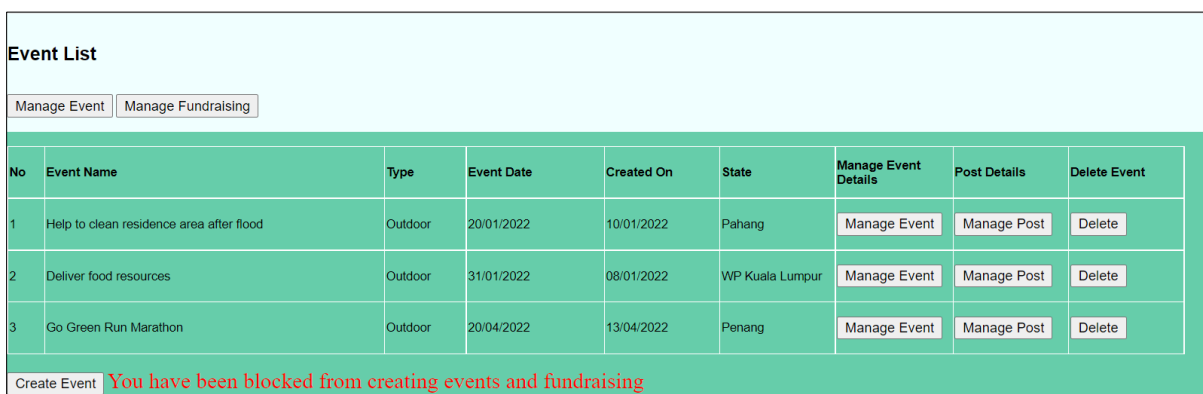 Event List
Manage Event Manage Fundraising
No Event Name Type Event Date Created On State Manage Event Details Post Details Delete Event
1 Help to clean residence area after flood Outdoor 20/01/2022 10/01/2022 Pahang Manage Event Manage Post Delete
2 Deliver food resources Outdoor 31/01/2022 08/01/2022 WP Kuala Lumpur Manage Event Manage Post Delete
3 Go Green Run Marathon Outdoor 20/04/2022 13/04/2022 Penang Manage Event Manage Post Delete
Create Event You have been blocked from creating events and fundraising